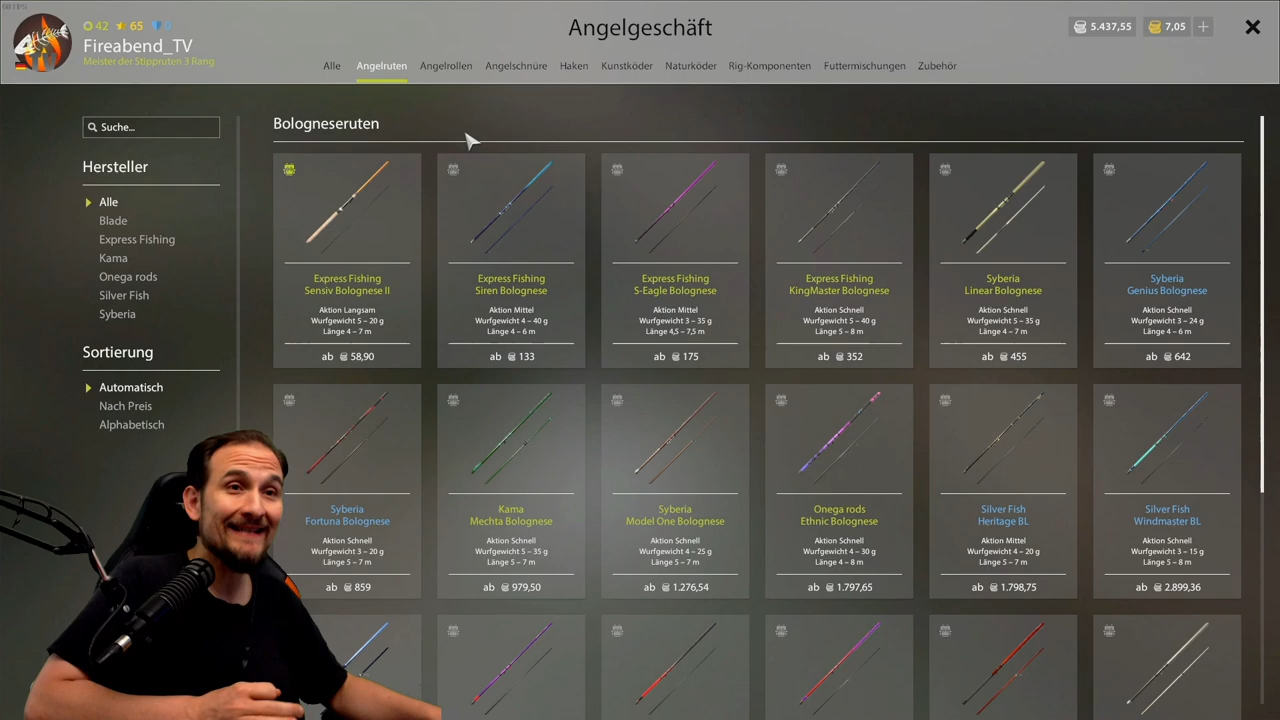 68 FPS
42 65 0
Fireabend_TV
Meister der Stippruten 3 Rang
Angelgeschäft
5.437,55 7,05
Alle Angelruten Angelrollen Angelschnüre Haken Kunstköder Naturköder Rig-Komponenten Futtermischungen Zubehör
Suche...
Hersteller
Alle
Blade
Express Fishing
Kama
Onega rods
Silver Fish
Syberia
Sortierung
Automatisch
Nach Preis
Alphabetisch
Bologneseruten
Express Fishing
Sensiv Bolognese II
Aktion Langsam
Wurfgewicht 5 – 20 g
Länge 4 – 7 m
ab 58,90
Express Fishing
Siren Bolognese
Aktion Mittel
Wurfgewicht 4 – 40 g
Länge 4 – 6 m
ab 133
Express Fishing
S-Eagle Bolognese
Aktion Mittel
Wurfgewicht 3 – 35 g
Länge 4,5 – 7,5 m
ab 175
Express Fishing
KingMaster Bolognese
Aktion Schnell
Wurfgewicht 5 – 40 g
Länge 5 – 8 m
ab 352
Syberia
Linear Bolognese
Aktion Schnell
Wurfgewicht 5 – 35 g
Länge 4 – 7 m
ab 455
Syberia
Genius Bolognese
Aktion Schnell
Wurfgewicht 3 – 24 g
Länge 4 – 6 m
ab 642
Syberia
Fortuna Bolognese
Aktion Schnell
Wurfgewicht 3 – 20 g
Länge 5 – 7 m
ab 859
Kama
Mechta Bolognese
Aktion Schnell
Wurfgewicht 5 – 35 g
Länge 5 – 7 m
ab 979,50
Syberia
Model One Bolognese
Aktion Schnell
Wurfgewicht 4 – 25 g
Länge 5 – 7 m
ab 1.276,54
Onega rods
Ethnic Bolognese
Aktion Schnell
Wurfgewicht 4 – 30 g
Länge 4 – 8 m
ab 1.797,65
Silver Fish
Heritage BL
Aktion Mittel
Wurfgewicht 4 – 20 g
Länge 5 – 7 m
ab 1.798,75
Silver Fish
Windmaster BL
Aktion Schnell
Wurfgewicht 3 – 15 g
Länge 5 – 8 m
ab 2.899,36